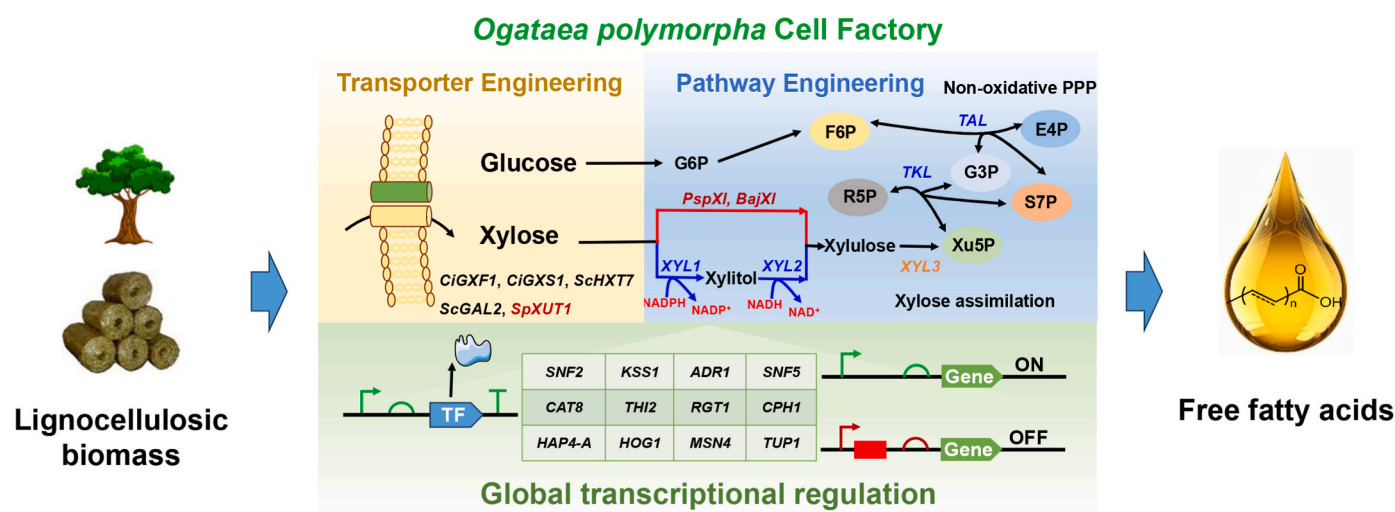 Ogataea polymorpha Cell Factory
Transporter Engineering
Pathway Engineering
Non-oxidative PPP
Glucose
G6P
F6P
TAL
E4P
G3P
TKL
R5P
S7P
PspXI, BajXI
Xylose
XYL1
Xylitol
XYL2
Xylulose
XYL3
Xu5P
CiGXF1, CiGXS1, ScHXT7
ScGAL2, SpXUT1
NADPH
NADP+
NADH
NAD+
Xylose assimilation
n
O
OH
Lignocellulosic
biomass
TF
SNF2 KSS1 ADR1 SNF5
CAT8 THI2 RGT1 CPH1
HAP4-A HOG1 MSN4 TUP1
Gene
ON
Gene
OFF
Free fatty acids
Global transcriptional regulation